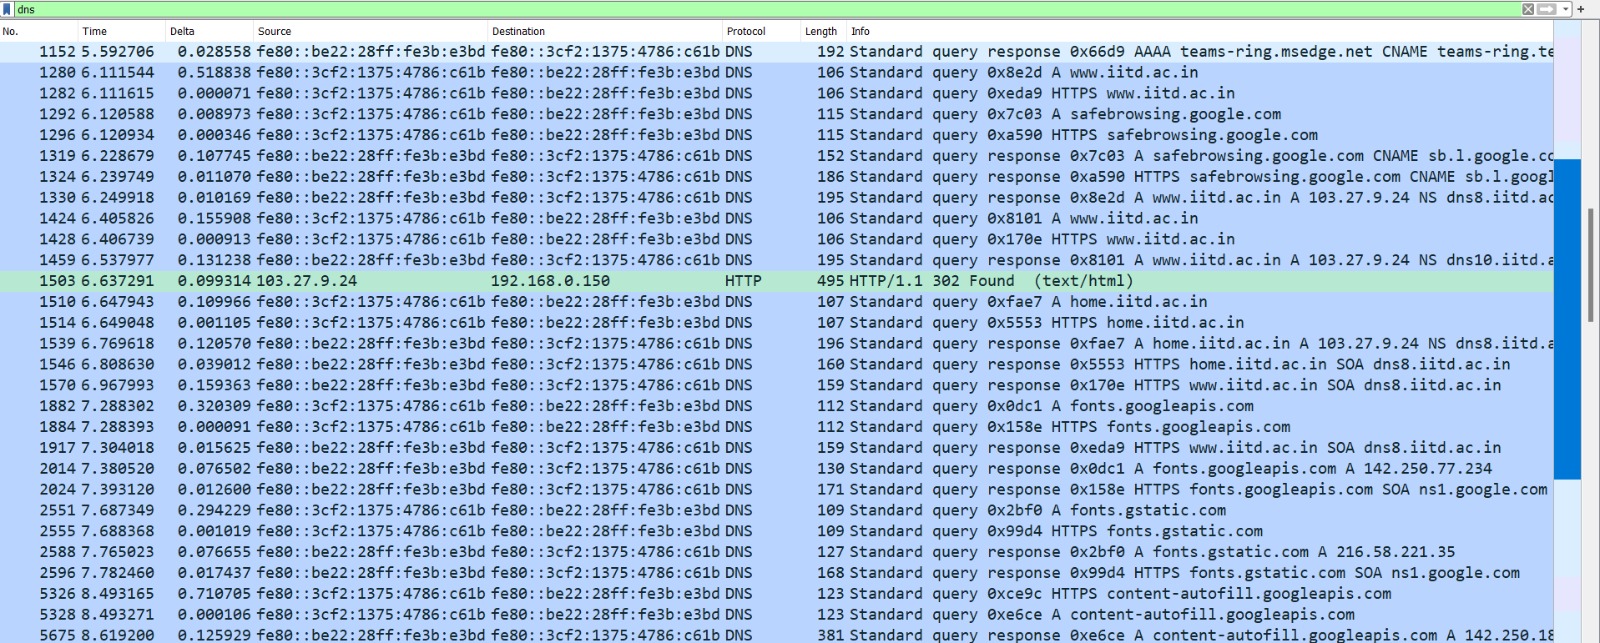 dns
No. Time Delta Source Destination Protocol Length Info
1152 5.592706 0.028558 fe80::be22:28ff:fe3b:e3bd fe80::3cf2:1375:4786:c61b DNS 192 Standard query response 0x66d9 AAAA teams-ring.msedge.net CNAME teams-ring.te
1280 6.111544 0.518838 fe80::3cf2:1375:4786:c61b fe80::be22:28ff:fe3b:e3bd DNS 106 Standard query 0x8e2d A www.iitd.ac.in
1282 6.111615 0.000071 fe80::3cf2:1375:4786:c61b fe80::be22:28ff:fe3b:e3bd DNS 106 Standard query 0xeda9 HTTPS www.iitd.ac.in
1292 6.120588 0.008973 fe80::3cf2:1375:4786:c61b fe80::be22:28ff:fe3b:e3bd DNS 115 Standard query 0x7c03 A safebrowsing.google.com
1296 6.120934 0.000346 fe80::3cf2:1375:4786:c61b fe80::be22:28ff:fe3b:e3bd DNS 115 Standard query 0xa590 HTTPS safebrowsing.google.com
1319 6.228679 0.107745 fe80::be22:28ff:fe3b:e3bd fe80::3cf2:1375:4786:c61b DNS 152 Standard query response 0x7c03 A safebrowsing.google.com CNAME sb.l.google.co
1324 6.239749 0.011070 fe80::be22:28ff:fe3b:e3bd fe80::3cf2:1375:4786:c61b DNS 186 Standard query response 0xa590 HTTPS safebrowsing.google.com CNAME sb.l.googl
1330 6.249918 0.010169 fe80::be22:28ff:fe3b:e3bd fe80::3cf2:1375:4786:c61b DNS 195 Standard query response 0x8e2d A www.iitd.ac.in A 103.27.9.24 NS dns8.iitd.ac
1424 6.405826 0.155908 fe80::3cf2:1375:4786:c61b fe80::be22:28ff:fe3b:e3bd DNS 106 Standard query 0x8101 A www.iitd.ac.in
1428 6.406739 0.000913 fe80::3cf2:1375:4786:c61b fe80::be22:28ff:fe3b:e3bd DNS 106 Standard query 0x170e HTTPS www.iitd.ac.in
1459 6.537977 0.131238 fe80::be22:28ff:fe3b:e3bd fe80::3cf2:1375:4786:c61b DNS 195 Standard query response 0x8101 A www.iitd.ac.in A 103.27.9.24 NS dns10.iitd.a
1503 6.637291 0.099314 103.27.9.24 192.168.0.150 HTTP 495 HTTP/1.1 302 Found (text/html)
1510 6.647943 0.109966 fe80::3cf2:1375:4786:c61b fe80::be22:28ff:fe3b:e3bd DNS 107 Standard query 0xfae7 A home.iitd.ac.in
1514 6.649048 0.001105 fe80::3cf2:1375:4786:c61b fe80::be22:28ff:fe3b:e3bd DNS 107 Standard query 0x5553 HTTPS home.iitd.ac.in
1539 6.769618 0.120570 fe80::be22:28ff:fe3b:e3bd fe80::3cf2:1375:4786:c61b DNS 196 Standard query response 0xfae7 A home.iitd.ac.in A 103.27.9.24 NS dns8.iitd.a
1546 6.808630 0.039012 fe80::be22:28ff:fe3b:e3bd fe80::3cf2:1375:4786:c61b DNS 160 Standard query response 0x5553 HTTPS home.iitd.ac.in SOA dns8.iitd.ac.in
1570 6.967993 0.159363 fe80::be22:28ff:fe3b:e3bd fe80::3cf2:1375:4786:c61b DNS 159 Standard query response 0x170e HTTPS www.iitd.ac.in SOA dns8.iitd.ac.in
1882 7.288302 0.320309 fe80::3cf2:1375:4786:c61b fe80::be22:28ff:fe3b:e3bd DNS 112 Standard query 0x0dc1 A fonts.googleapis.com
1884 7.288393 0.000091 fe80::3cf2:1375:4786:c61b fe80::be22:28ff:fe3b:e3bd DNS 112 Standard query 0x158e HTTPS fonts.googleapis.com
1917 7.304018 0.015625 fe80::be22:28ff:fe3b:e3bd fe80::3cf2:1375:4786:c61b DNS 159 Standard query response 0xeda9 HTTPS www.iitd.ac.in SOA dns8.iitd.ac.in
2014 7.380520 0.076502 fe80::be22:28ff:fe3b:e3bd fe80::3cf2:1375:4786:c61b DNS 130 Standard query response 0x0dc1 A fonts.googleapis.com A 142.250.77.234
2024 7.393120 0.012600 fe80::be22:28ff:fe3b:e3bd fe80::3cf2:1375:4786:c61b DNS 171 Standard query response 0x158e HTTPS fonts.googleapis.com SOA ns1.google.com
2551 7.687349 0.294229 fe80::3cf2:1375:4786:c61b fe80::be22:28ff:fe3b:e3bd DNS 109 Standard query 0x2bf0 A fonts.gstatic.com
2555 7.688368 0.001019 fe80::3cf2:1375:4786:c61b fe80::be22:28ff:fe3b:e3bd DNS 109 Standard query 0x99d4 HTTPS fonts.gstatic.com
2588 7.765023 0.076655 fe80::be22:28ff:fe3b:e3bd fe80::3cf2:1375:4786:c61b DNS 127 Standard query response 0x2bf0 A fonts.gstatic.com A 216.58.221.35
2596 7.782460 0.017437 fe80::be22:28ff:fe3b:e3bd fe80::3cf2:1375:4786:c61b DNS 168 Standard query response 0x99d4 HTTPS fonts.gstatic.com SOA ns1.google.com
5326 8.493165 0.710705 fe80::3cf2:1375:4786:c61b fe80::be22:28ff:fe3b:e3bd DNS 123 Standard query 0xce9c HTTPS content-autofill.googleapis.com
5328 8.493271 0.000106 fe80::3cf2:1375:4786:c61b fe80::be22:28ff:fe3b:e3bd DNS 123 Standard query 0xe6ce A content-autofill.googleapis.com
5675 8.619200 0.125929 fe80::be22:28ff:fe3b:e3bd fe80::3cf2:1375:4786:c61b DNS 381 Standard query response 0xe6ce A content-autofill.googleapis.com A 142.250.18